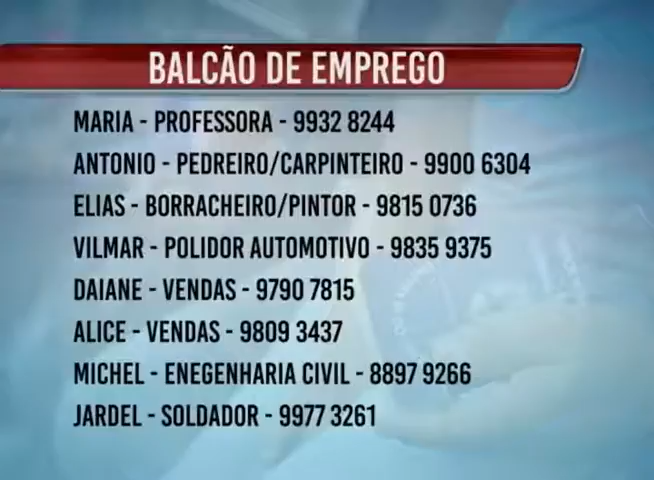 BALCÃO DE EMPREGO
MARIA - PROFESSORA - 9932 8244
ANTONIO - PEDREIRO/CARPINTEIRO - 9900 6304
ELIAS - BORRACHEIRO/PINTOR - 9815 0736
VILMAR - POLIDOR AUTOMOTIVO - 9835 9375
DAIANE - VENDAS - 9790 7815
ALICE - VENDAS - 9809 3437
MICHEL - ENEGENHARIA CIVIL - 8897 9266
JARDEL - SOLDADOR - 9977 3261